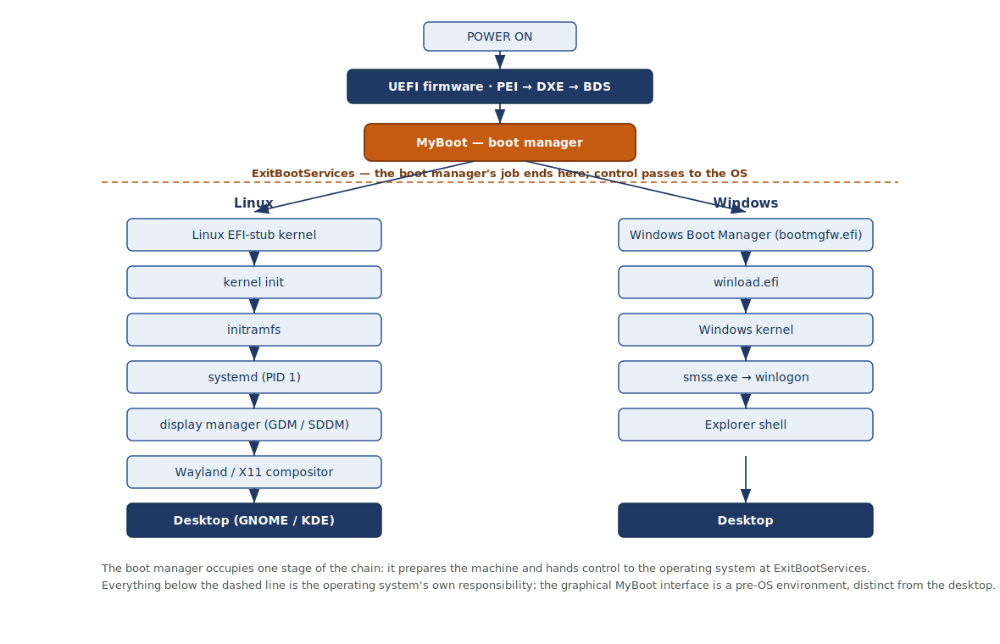 POWER ON
UEFI firmware · PEI → DXE → BDS
MyBoot — boot manager
ExitBootServices — the boot manager's job ends here; control passes to the OS
Linux
Linux EFI-stub kernel
kernel init
initramfs
systemd (PID 1)
display manager (GDM / SDDM)
Wayland / X11 compositor
Desktop (GNOME / KDE)
Windows
Windows Boot Manager (bootmgfw.efi)
winload.efi
Windows kernel
smss.exe → winlogon
Explorer shell
Desktop
The boot manager occupies one stage of the chain: it prepares the machine and hands control to the operating system at ExitBootServices.
Everything below the dashed line is the operating system's own responsibility; the graphical MyBoot interface is a pre-OS environment, distinct from the desktop.